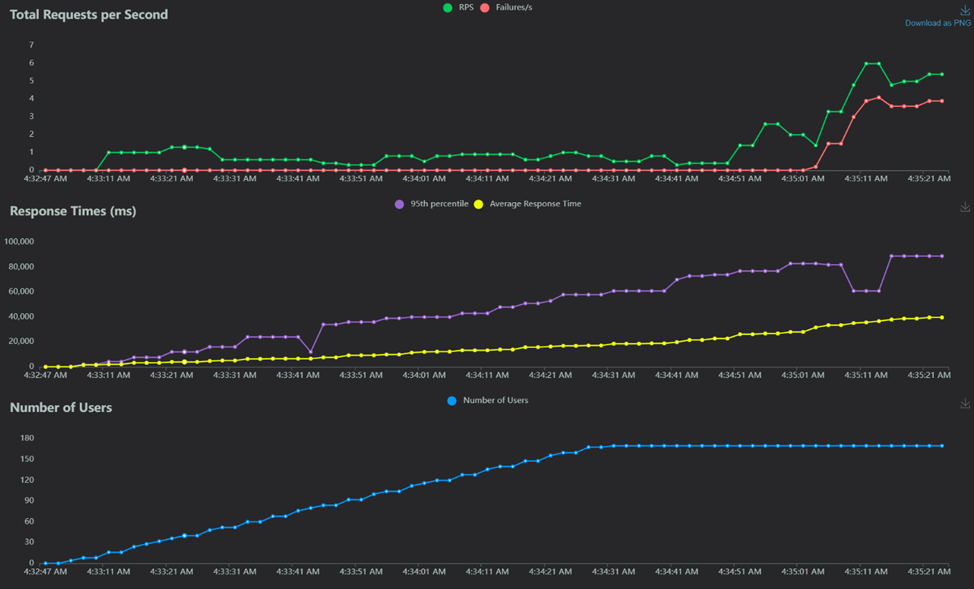 Total Requests per Second
RPS Failures/s
Download as PNG
7
6
5
4
3
2
1
0
4:32:47 AM 4:33:11 AM 4:33:21 AM 4:33:31 AM 4:33:41 AM 4:33:51 AM 4:34:01 AM 4:34:11 AM 4:34:21 AM 4:34:31 AM 4:34:41 AM 4:34:51 AM 4:35:01 AM 4:35:11 AM 4:35:21 AM
Response Times (ms)
95th percentile Average Response Time
100,000
80,000
60,000
40,000
20,000
0
4:32:47 AM 4:33:11 AM 4:33:21 AM 4:33:31 AM 4:33:41 AM 4:33:51 AM 4:34:01 AM 4:34:11 AM 4:34:21 AM 4:34:31 AM 4:34:41 AM 4:34:51 AM 4:35:01 AM 4:35:11 AM 4:35:21 AM
Number of Users
Number of Users
180
150
120
90
60
30
0
4:32:47 AM 4:33:11 AM 4:33:21 AM 4:33:31 AM 4:33:41 AM 4:33:51 AM 4:34:01 AM 4:34:11 AM 4:34:21 AM 4:34:31 AM 4:34:41 AM 4:34:51 AM 4:35:01 AM 4:35:11 AM 4:35:21 AM